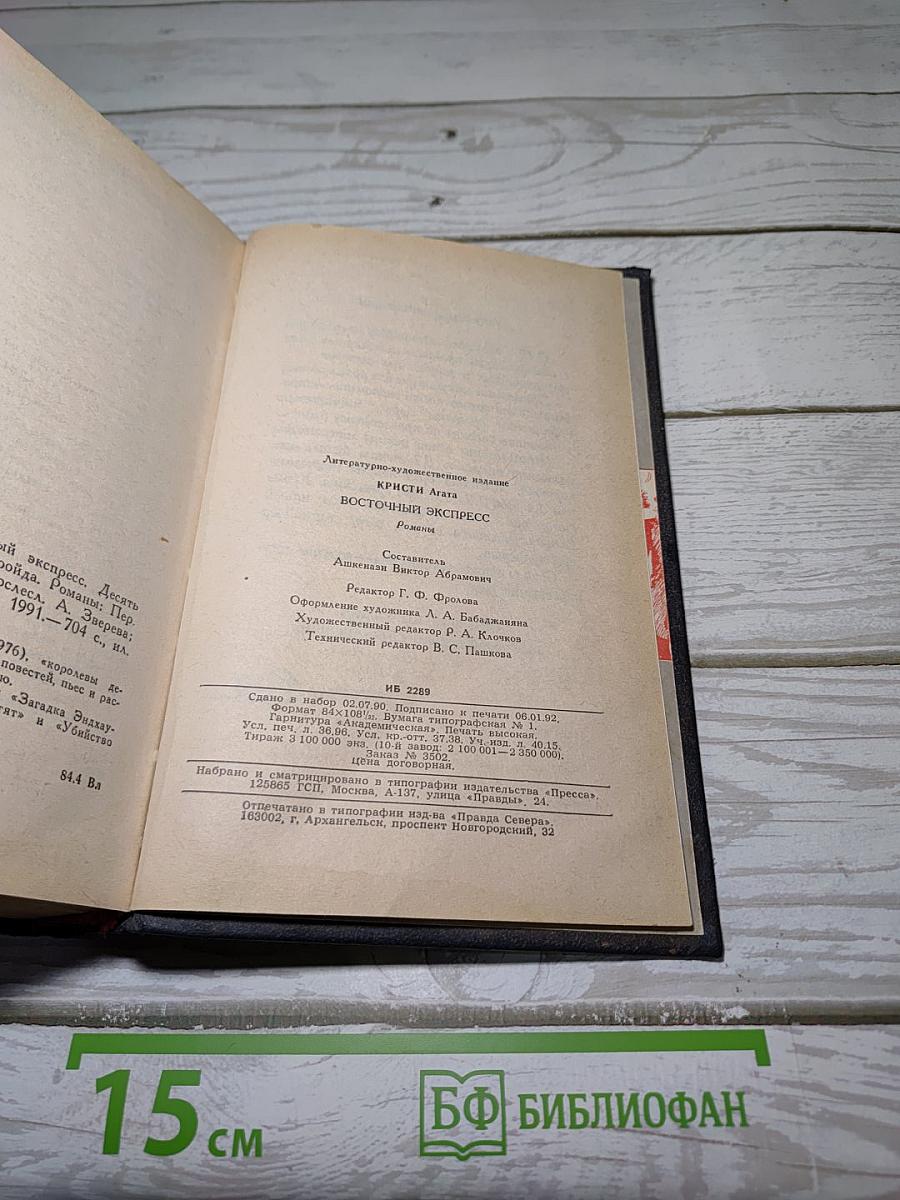 ый экспресс. Десять
ройда. Романы: Пер.
ослесл. А. Зверева;
1991.—704 с., ил.
976), «королевы де-
повестей, пьес и рас-
ю.
«Загадка Эндхау-
тят» и «Убийство
84.4 Вл
Литературно-художественное издание
КРИСТИ Агата
ВОСТОЧНЫЙ ЭКСПРЕСС
Романы
Составитель
Ашкенази Виктор Абрамович
Редактор Г. Ф. Фролова
Оформление художника Л. А. Бабаджаняна
Художественный редактор Р. А. Клочков
Технический редактор В. С. Пашкова
ИБ 2289
Сдано в набор 02.07.90. Подписано к печати 06.01.92.
Формат 84×108¹/₃₂. Бумага типографская № 1.
Гарнитура «Академическая». Печать высокая.
Усл. печ. л. 36,96. Усл. кр.-отт. 37,38. Уч.-изд. л. 40,15.
Тираж 3 100 000 экз. (10-й завод: 2 100 001—2 350 000).
Заказ № 3502.
Цена договорная.
Набрано и сматрицировано в типографии издательства «Пресса».
125865 ГСП, Москва, А-137, улица «Правды», 24.
Отпечатано в типографии изд-ва «Правда Севера».
163002, г. Архангельск, проспект Новгородский, 32
15 см
БФ БИБЛИОФАН